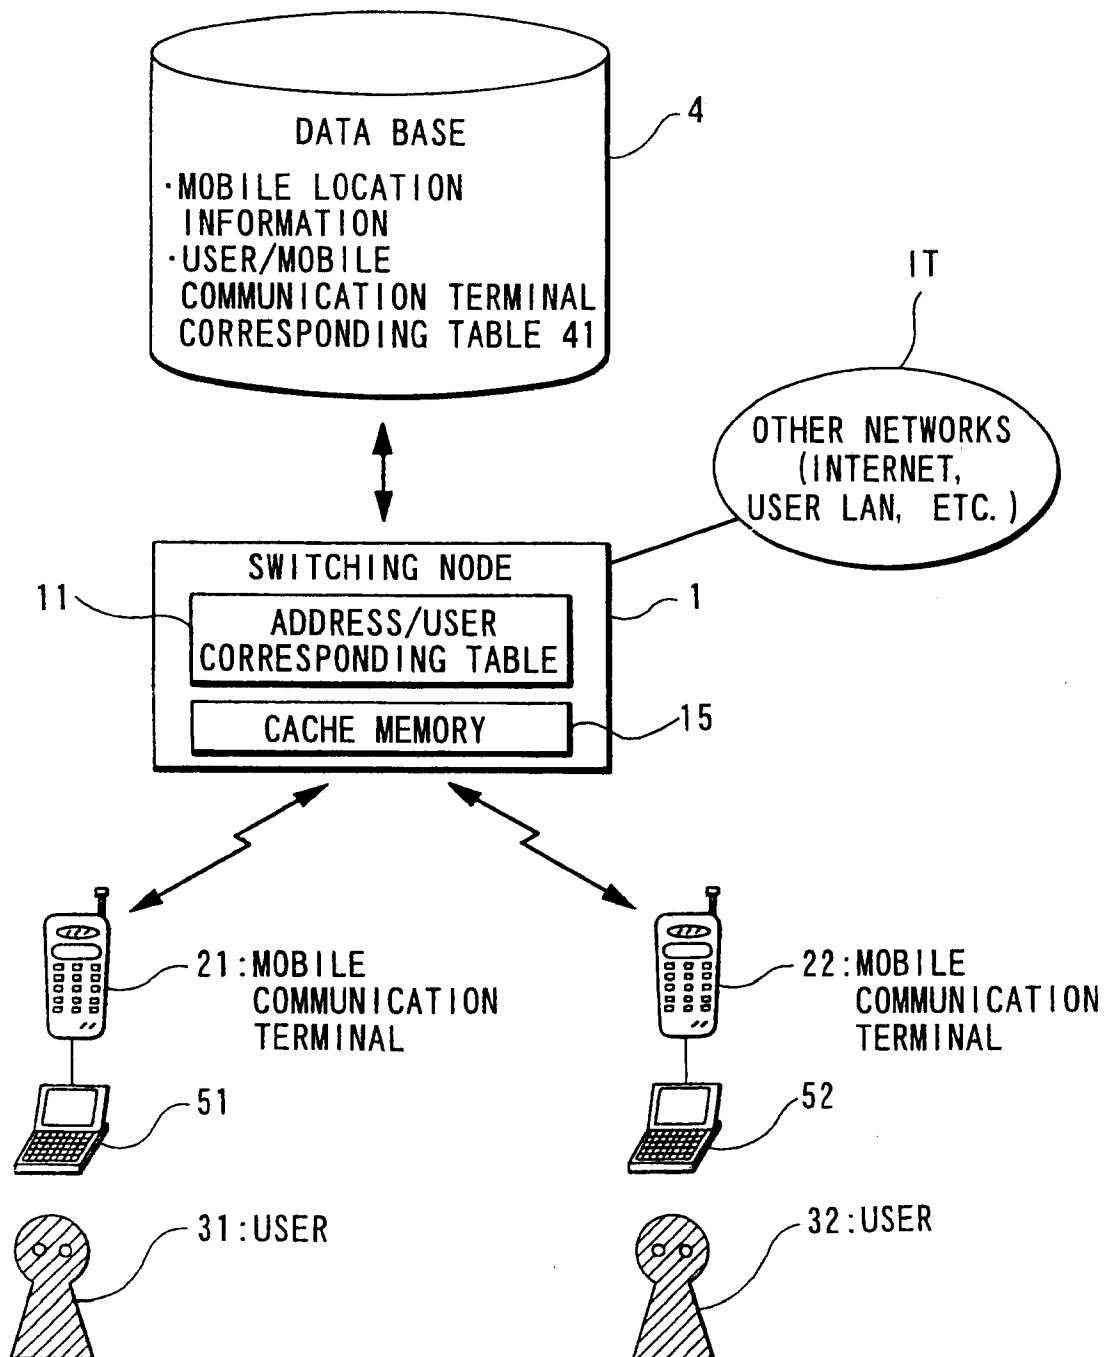 DATA BASE
4
·MOBILE LOCATION
INFORMATION
·USER/MOBILE
COMMUNICATION TERMINAL
CORRESPONDING TABLE 41
IT
OTHER NETWORKS
(INTERNET,
USER LAN, ETC.)
SWITCHING NODE
11
1
ADDRESS/USER
CORRESPONDING TABLE
CACHE MEMORY
15
21:MOBILE
COMMUNICATION
TERMINAL
22:MOBILE
COMMUNICATION
TERMINAL
51
52
31:USER
32:USER